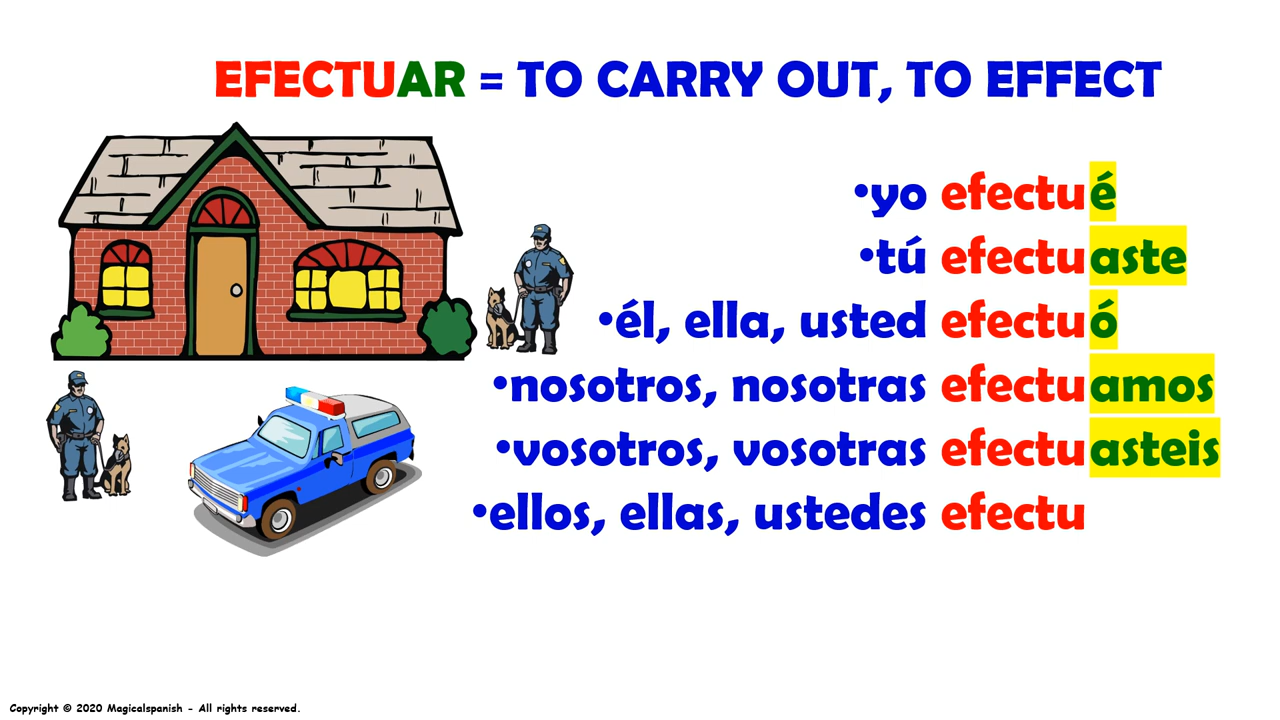 EFECTUAR = TO CARRY OUT, TO EFFECT
•yo efectué
•tú efectuaste
•él, ella, usted efectuó
•nosotros, nosotras efectuamos
•vosotros, vosotras efectuasteis
•ellos, ellas, ustedes efectu
Copyright © 2020 Magicalspanish - All rights reserved.